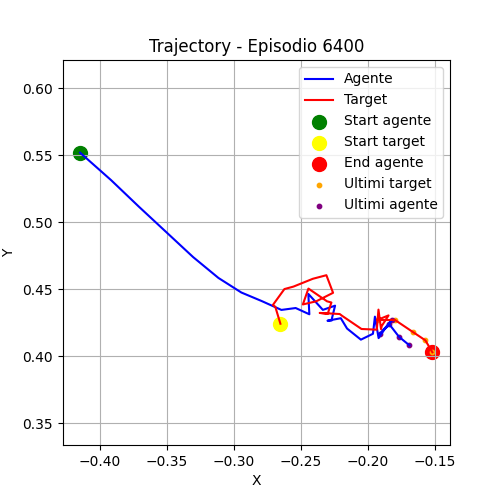 Trajectory - Episodio 6400
Agente
Target
Start agente
Start target
End agente
Ultimi target
Ultimi agente
0.60
0.55
0.50
0.45
0.40
0.35
Y
−0.40
−0.35
−0.30
−0.25
−0.20
−0.15
X